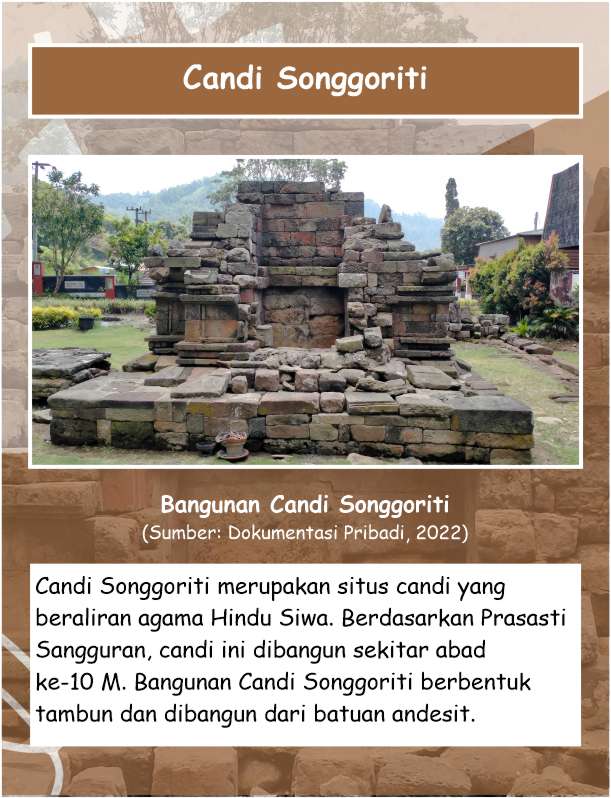 Candi Songgoriti
Bangunan Candi Songgoriti
(Sumber: Dokumentasi Pribadi, 2022)
Candi Songgoriti merupakan situs candi yang
beraliran agama Hindu Siwa. Berdasarkan Prasasti
Sangguran, candi ini dibangun sekitar abad
ke-10 M. Bangunan Candi Songgoriti berbentuk
tambun dan dibangun dari batuan andesit.